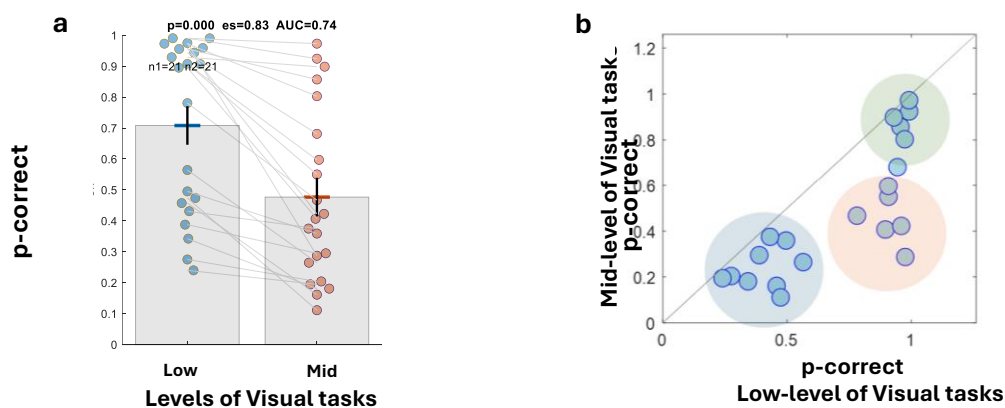 a
p=0.000 es=0.83 AUC=0.74
1
0.9
n1=21 n2=21
0.8
0.7
0.6
0.5
0.4
0.3
0.2
0.1
0
p-correct
Low
Mid
Levels of Visual tasks
b
1.2
1
0.8
0.6
0.4
0.2
0
Mid-level of Visual task
p-correct
0
0.5
1
p-correct
Low-level of Visual tasks